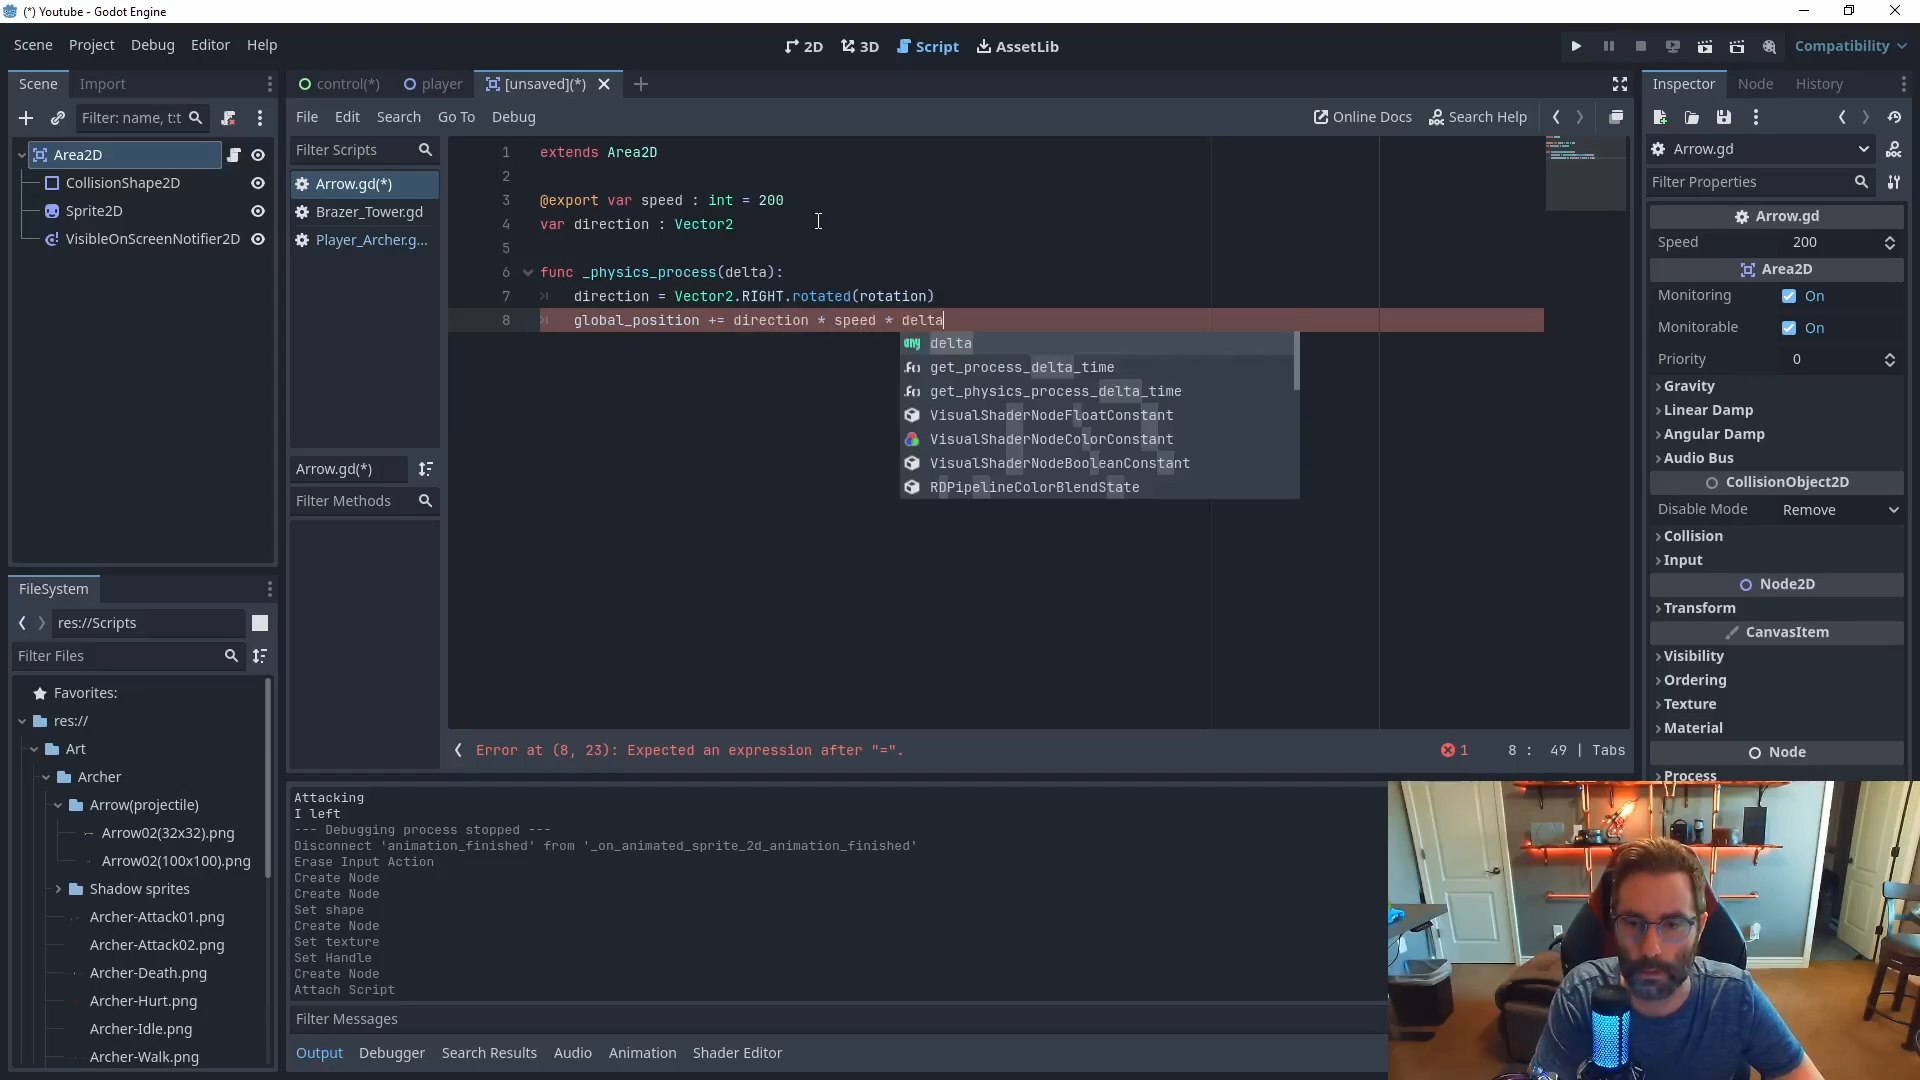 (*) Youtube - Godot Engine
Scene Project Debug Editor Help
2D 3D Script AssetLib
Compatibility
Scene Import
Filter: name, t:t
Area2D
CollisionShape2D
Sprite2D
VisibleOnScreenNotifier2D
control(*) player [unsaved](*)
File Edit Search Go To Debug
Online Docs Search Help
Filter Scripts
Arrow.gd(*)
Brazer_Tower.gd
Player_Archer.g...
Arrow.gd(*)
Filter Methods
1 extends Area2D
2
3 @export var speed : int = 200
4 var direction : Vector2
5
6 func _physics_process(delta):
7 direction = Vector2.RIGHT.rotated(rotation)
8 global_position += direction * speed * delta
any delta
get_process_delta_time
get_physics_process_delta_time
VisualShaderNodeFloatConstant
VisualShaderNodeColorConstant
VisualShaderNodeBooleanConstant
RDPipelineColorBlendState
Error at (8, 23): Expected an expression after "=".
1 8 : 49 | Tabs
FileSystem
res://Scripts
Filter Files
Favorites:
res://
Art
Archer
Arrow(projectile)
Arrow02(32x32).png
Arrow02(100x100).png
Shadow sprites
Archer-Attack01.png
Archer-Attack02.png
Archer-Death.png
Archer-Hurt.png
Archer-Idle.png
Archer-Walk.png
Attacking
I left
--- Debugging process stopped ---
Disconnect 'animation_finished' from '_on_animated_sprite_2d_animation_finished'
Erase Input Action
Create Node
Create Node
Set shape
Create Node
Set texture
Set Handle
Create Node
Attach Script
Filter Messages
Output Debugger Search Results Audio Animation Shader Editor
Inspector Node History
Arrow.gd
Filter Properties
Arrow.gd
Speed 200
Area2D
Monitoring On
Monitorable On
Priority 0
Gravity
Linear Damp
Angular Damp
Audio Bus
CollisionObject2D
Disable Mode Remove
Collision
Input
Node2D
Transform
CanvasItem
Visibility
Ordering
Texture
Material
Node
Process